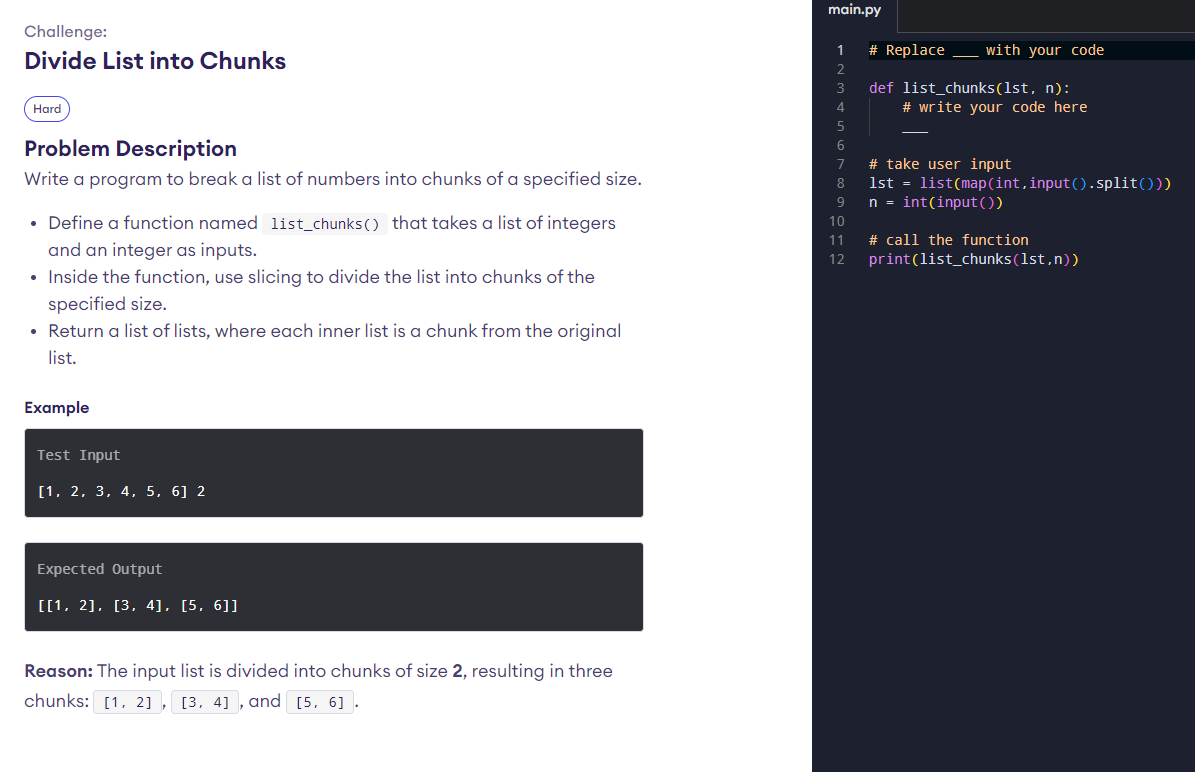 Challenge:
Divide List into Chunks
Hard
Problem Description
Write a program to break a list of numbers into chunks of a specified size.
• Define a function named list_chunks() that takes a list of integers
and an integer as inputs.
• Inside the function, use slicing to divide the list into chunks of the
specified size.
• Return a list of lists, where each inner list is a chunk from the original
list.
Example
Test Input
[1, 2, 3, 4, 5, 6] 2
Expected Output
[[1, 2], [3, 4], [5, 6]]
Reason: The input list is divided into chunks of size 2, resulting in three
chunks: [1, 2], [3, 4], and [5, 6].
main.py
1 # Replace ___ with your code
2
3 def list_chunks(lst, n):
4     # write your code here
5     ___
6
7 # take user input
8 lst = list(map(int,input().split()))
9 n = int(input())
10
11 # call the function
12 print(list_chunks(lst,n))